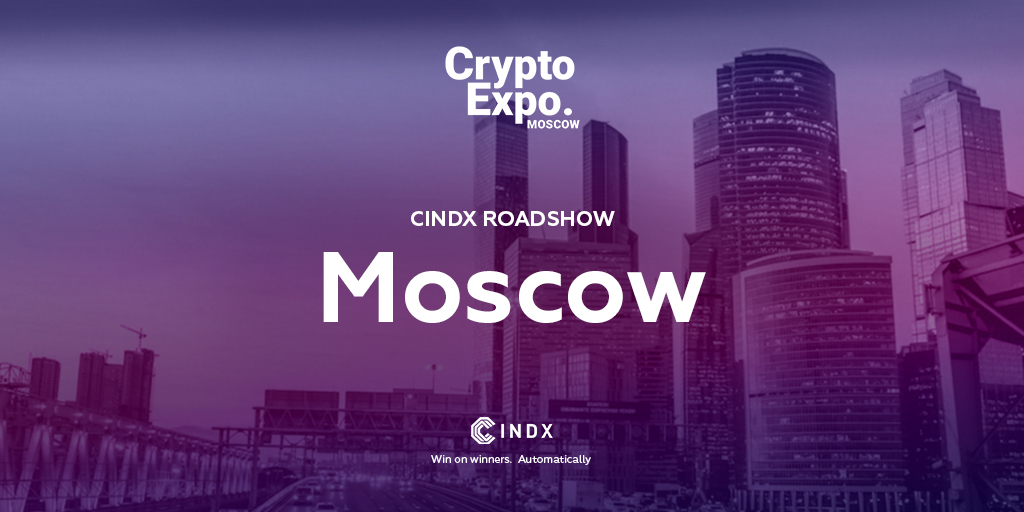 Crypto
Expo.
MOSCOW
CINDX ROADSHOW
Moscow
CINDX
Win on winners. Automatically